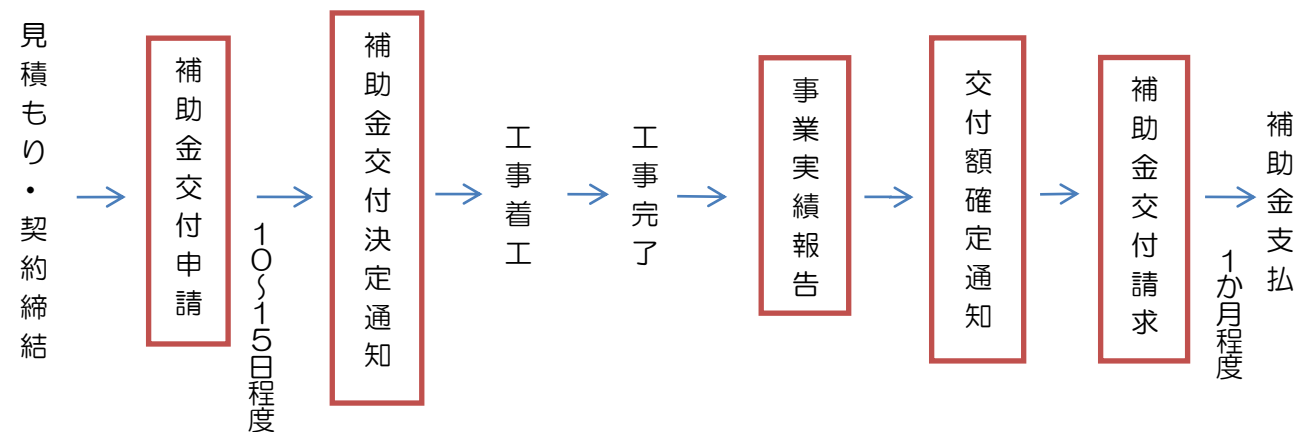 見積もり・契約締結
補助金交付申請
10～15日程度
補助金交付決定通知
工事着工
工事完了
事業実績報告
交付額確定通知
補助金交付請求
1か月程度
補助金支払